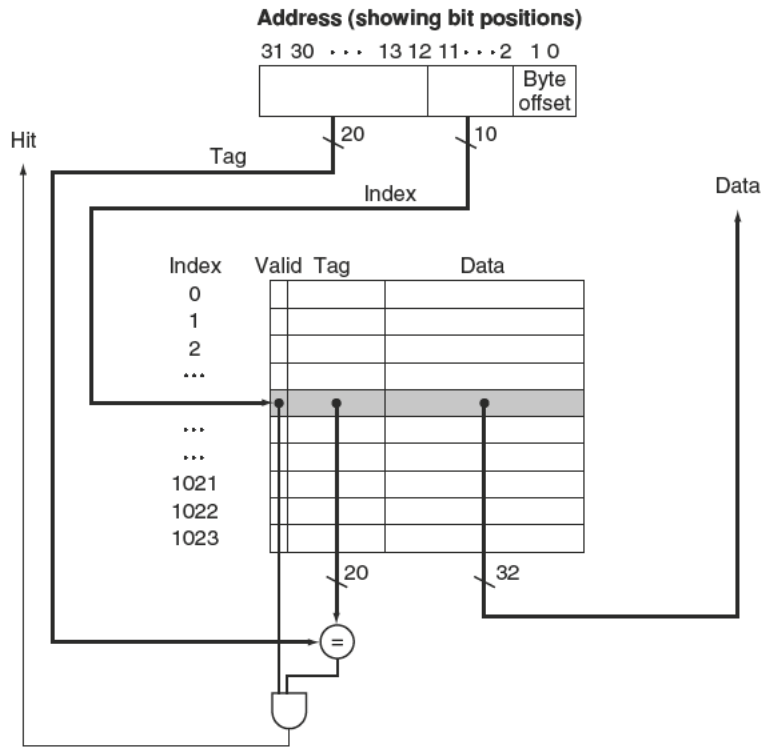 Address (showing bit positions)
31 30 ··· 13 12 11 ··· 2 1 0
Byte
offset
20
10
Hit
Tag
Index
Data
Index Valid Tag Data
0
1
2
···
···
···
1021
1022
1023
20
32
=